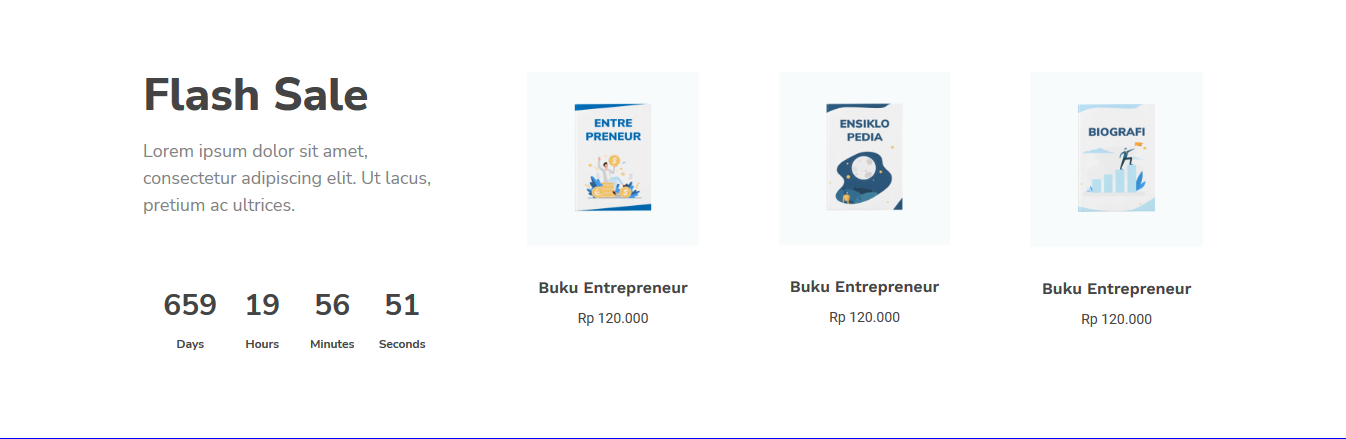 Flash Sale
Lorem ipsum dolor sit amet,
consectetur adipiscing elit. Ut lacus,
pretium ac ultrices.
659 19 56 51
Days Hours Minutes Seconds
ENTRE
PRENEUR
Buku Entrepreneur
Rp 120.000
ENSIKLO
PEDIA
Buku Entrepreneur
Rp 120.000
BIOGRAFI
Buku Entrepreneur
Rp 120.000